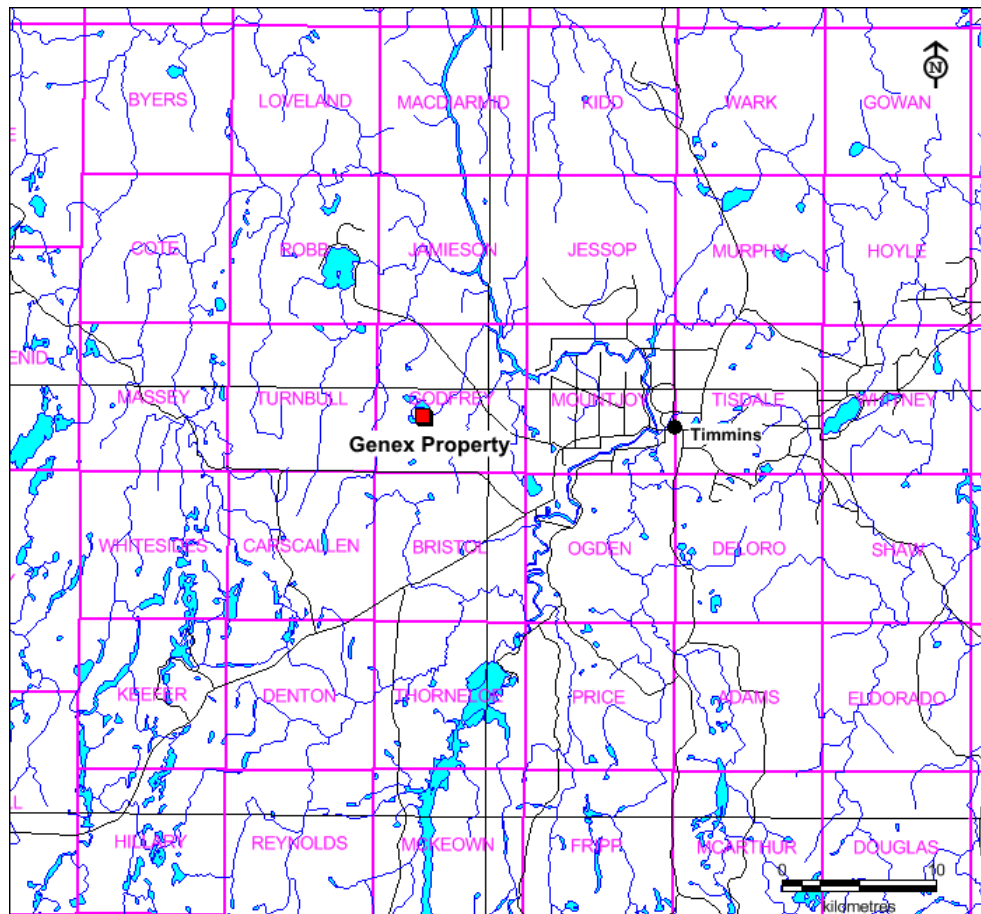 N
BYERS
LOVELAND
MACDIARMID
KIDD
WARK
GOWAN
E
COTE
ROBB
JAMIESON
JESSOP
MURPHY
HOYLE
ENID
MASSEY
TURNBULL
GODFREY
MOUNTJOY
TISDALE
WHITNEY
Genex Property
Timmins
WHITESIDES
CARSCALLEN
BRISTOL
OGDEN
DELORO
SHAW
Y
KEEFER
DENTON
THORNELOE
PRICE
ADAMS
ELDORADO
LL
HILLARY
REYNOLDS
MCKEOWN
FRIPP
MCARTHUR
DOUGLAS
0 10
kilometres